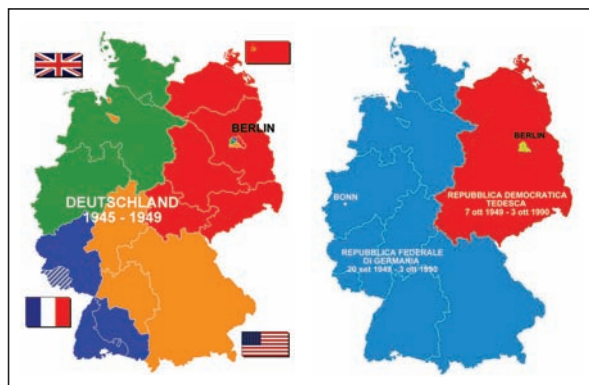 BERLIN
DEUTSCHLAND
1945 - 1949
BERLIN
BONN
REPUBBLICA DEMOCRATICA
TEDESCA
7 ott 1949 - 3 ott 1990
REPUBBLICA FEDERALE
DI GERMANIA
20 set 1949 - 3 ott 1990